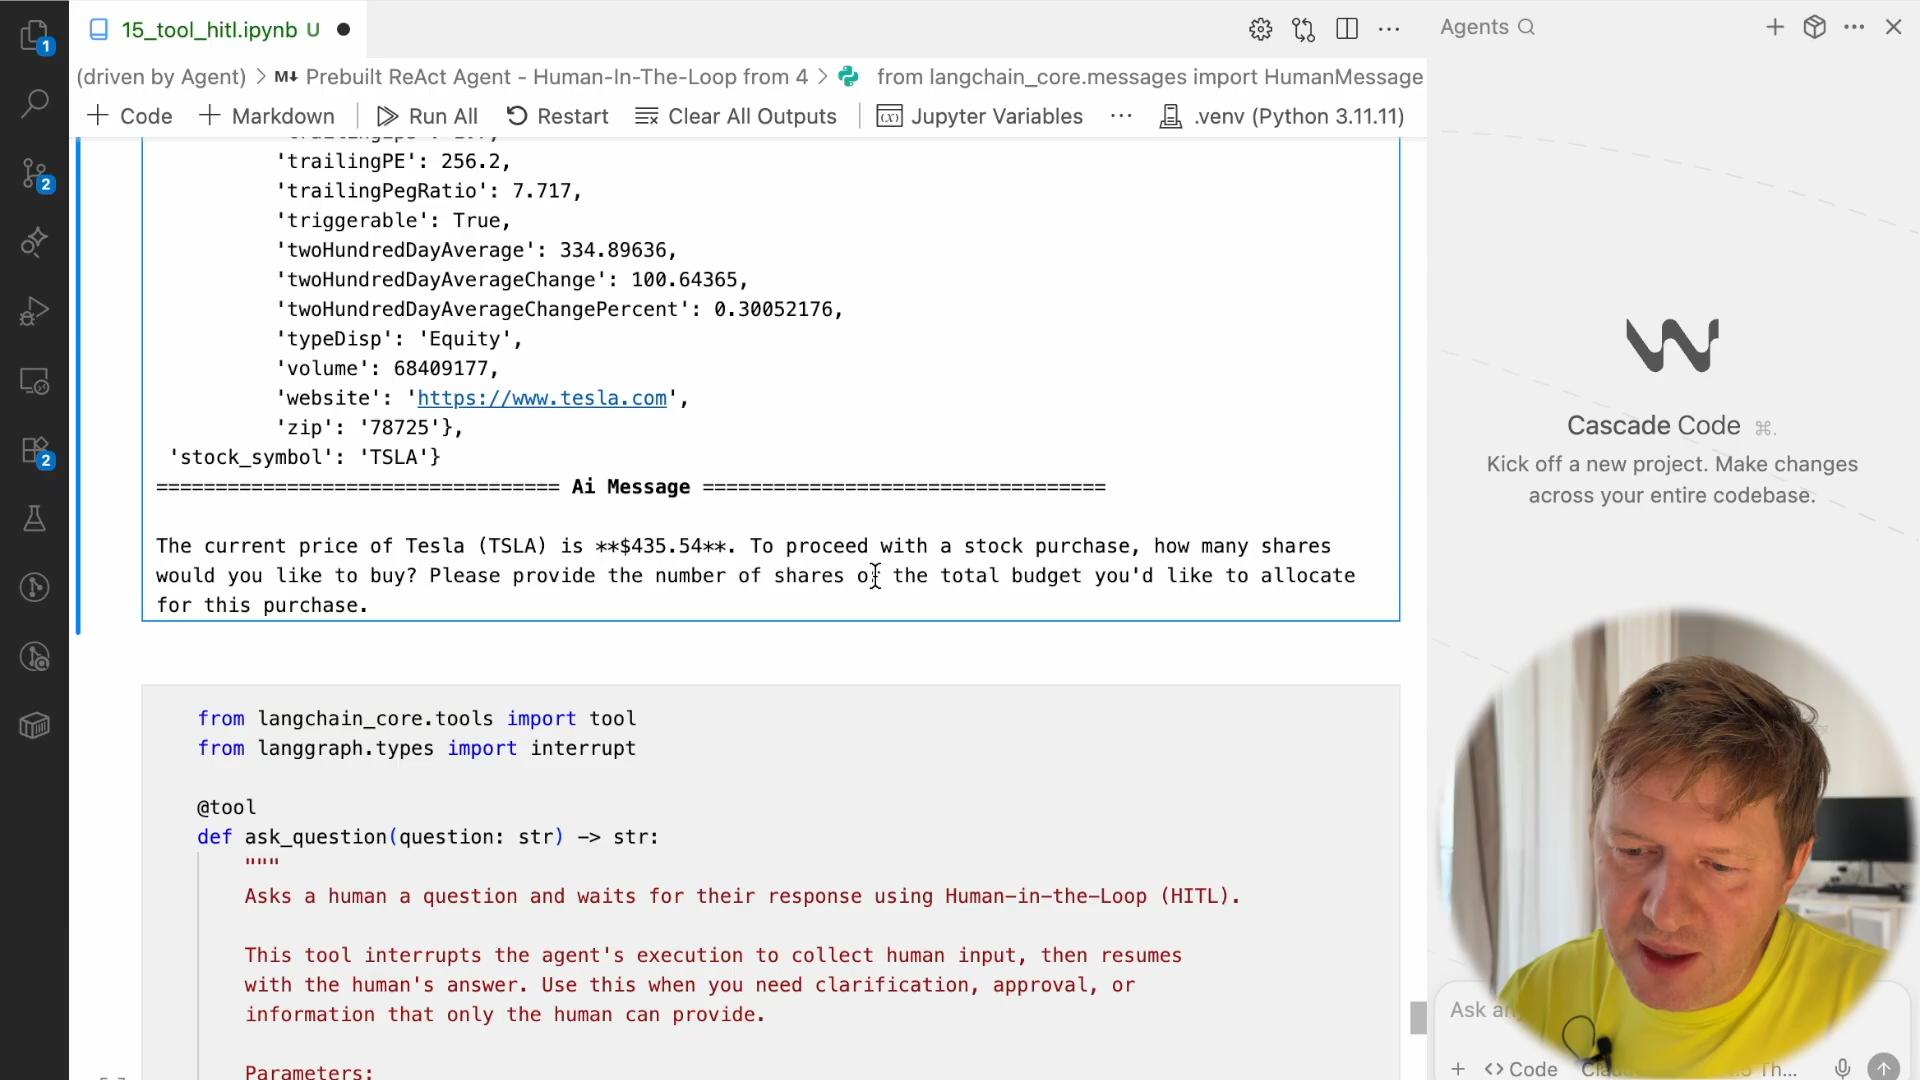 15_tool_hitl.ipynb U
Agents
(driven by Agent) > M↓ Prebuilt ReAct Agent - Human-In-The-Loop from 4 > from langchain_core.messages import HumanMessage
+ Code + Markdown Run All Restart Clear All Outputs Jupyter Variables ... .venv (Python 3.11.11)
1
2
2
'trailingPE': 256.2,
'trailingPegRatio': 7.717,
'triggerable': True,
'twoHundredDayAverage': 334.89636,
'twoHundredDayAverageChange': 100.64365,
'twoHundredDayAverageChangePercent': 0.30052176,
'typeDisp': 'Equity',
'volume': 68409177,
'website': 'https://www.tesla.com',
'zip': '78725'},
'stock_symbol': 'TSLA'}
================================== Ai Message ==================================
The current price of Tesla (TSLA) is **$435.54**. To proceed with a stock purchase, how many shares
would you like to buy? Please provide the number of shares or the total budget you'd like to allocate
for this purchase.
from langchain_core.tools import tool
from langgraph.types import interrupt
@tool
def ask_question(question: str) -> str:
"""
Asks a human a question and waits for their response using Human-in-the-Loop (HITL).
This tool interrupts the agent's execution to collect human input, then resumes
with the human's answer. Use this when you need clarification, approval, or
information that only the human can provide.
Parameters:
Cascade Code ⌘.
Kick off a new project. Make changes
across your entire codebase.
Ask
+ <> Code